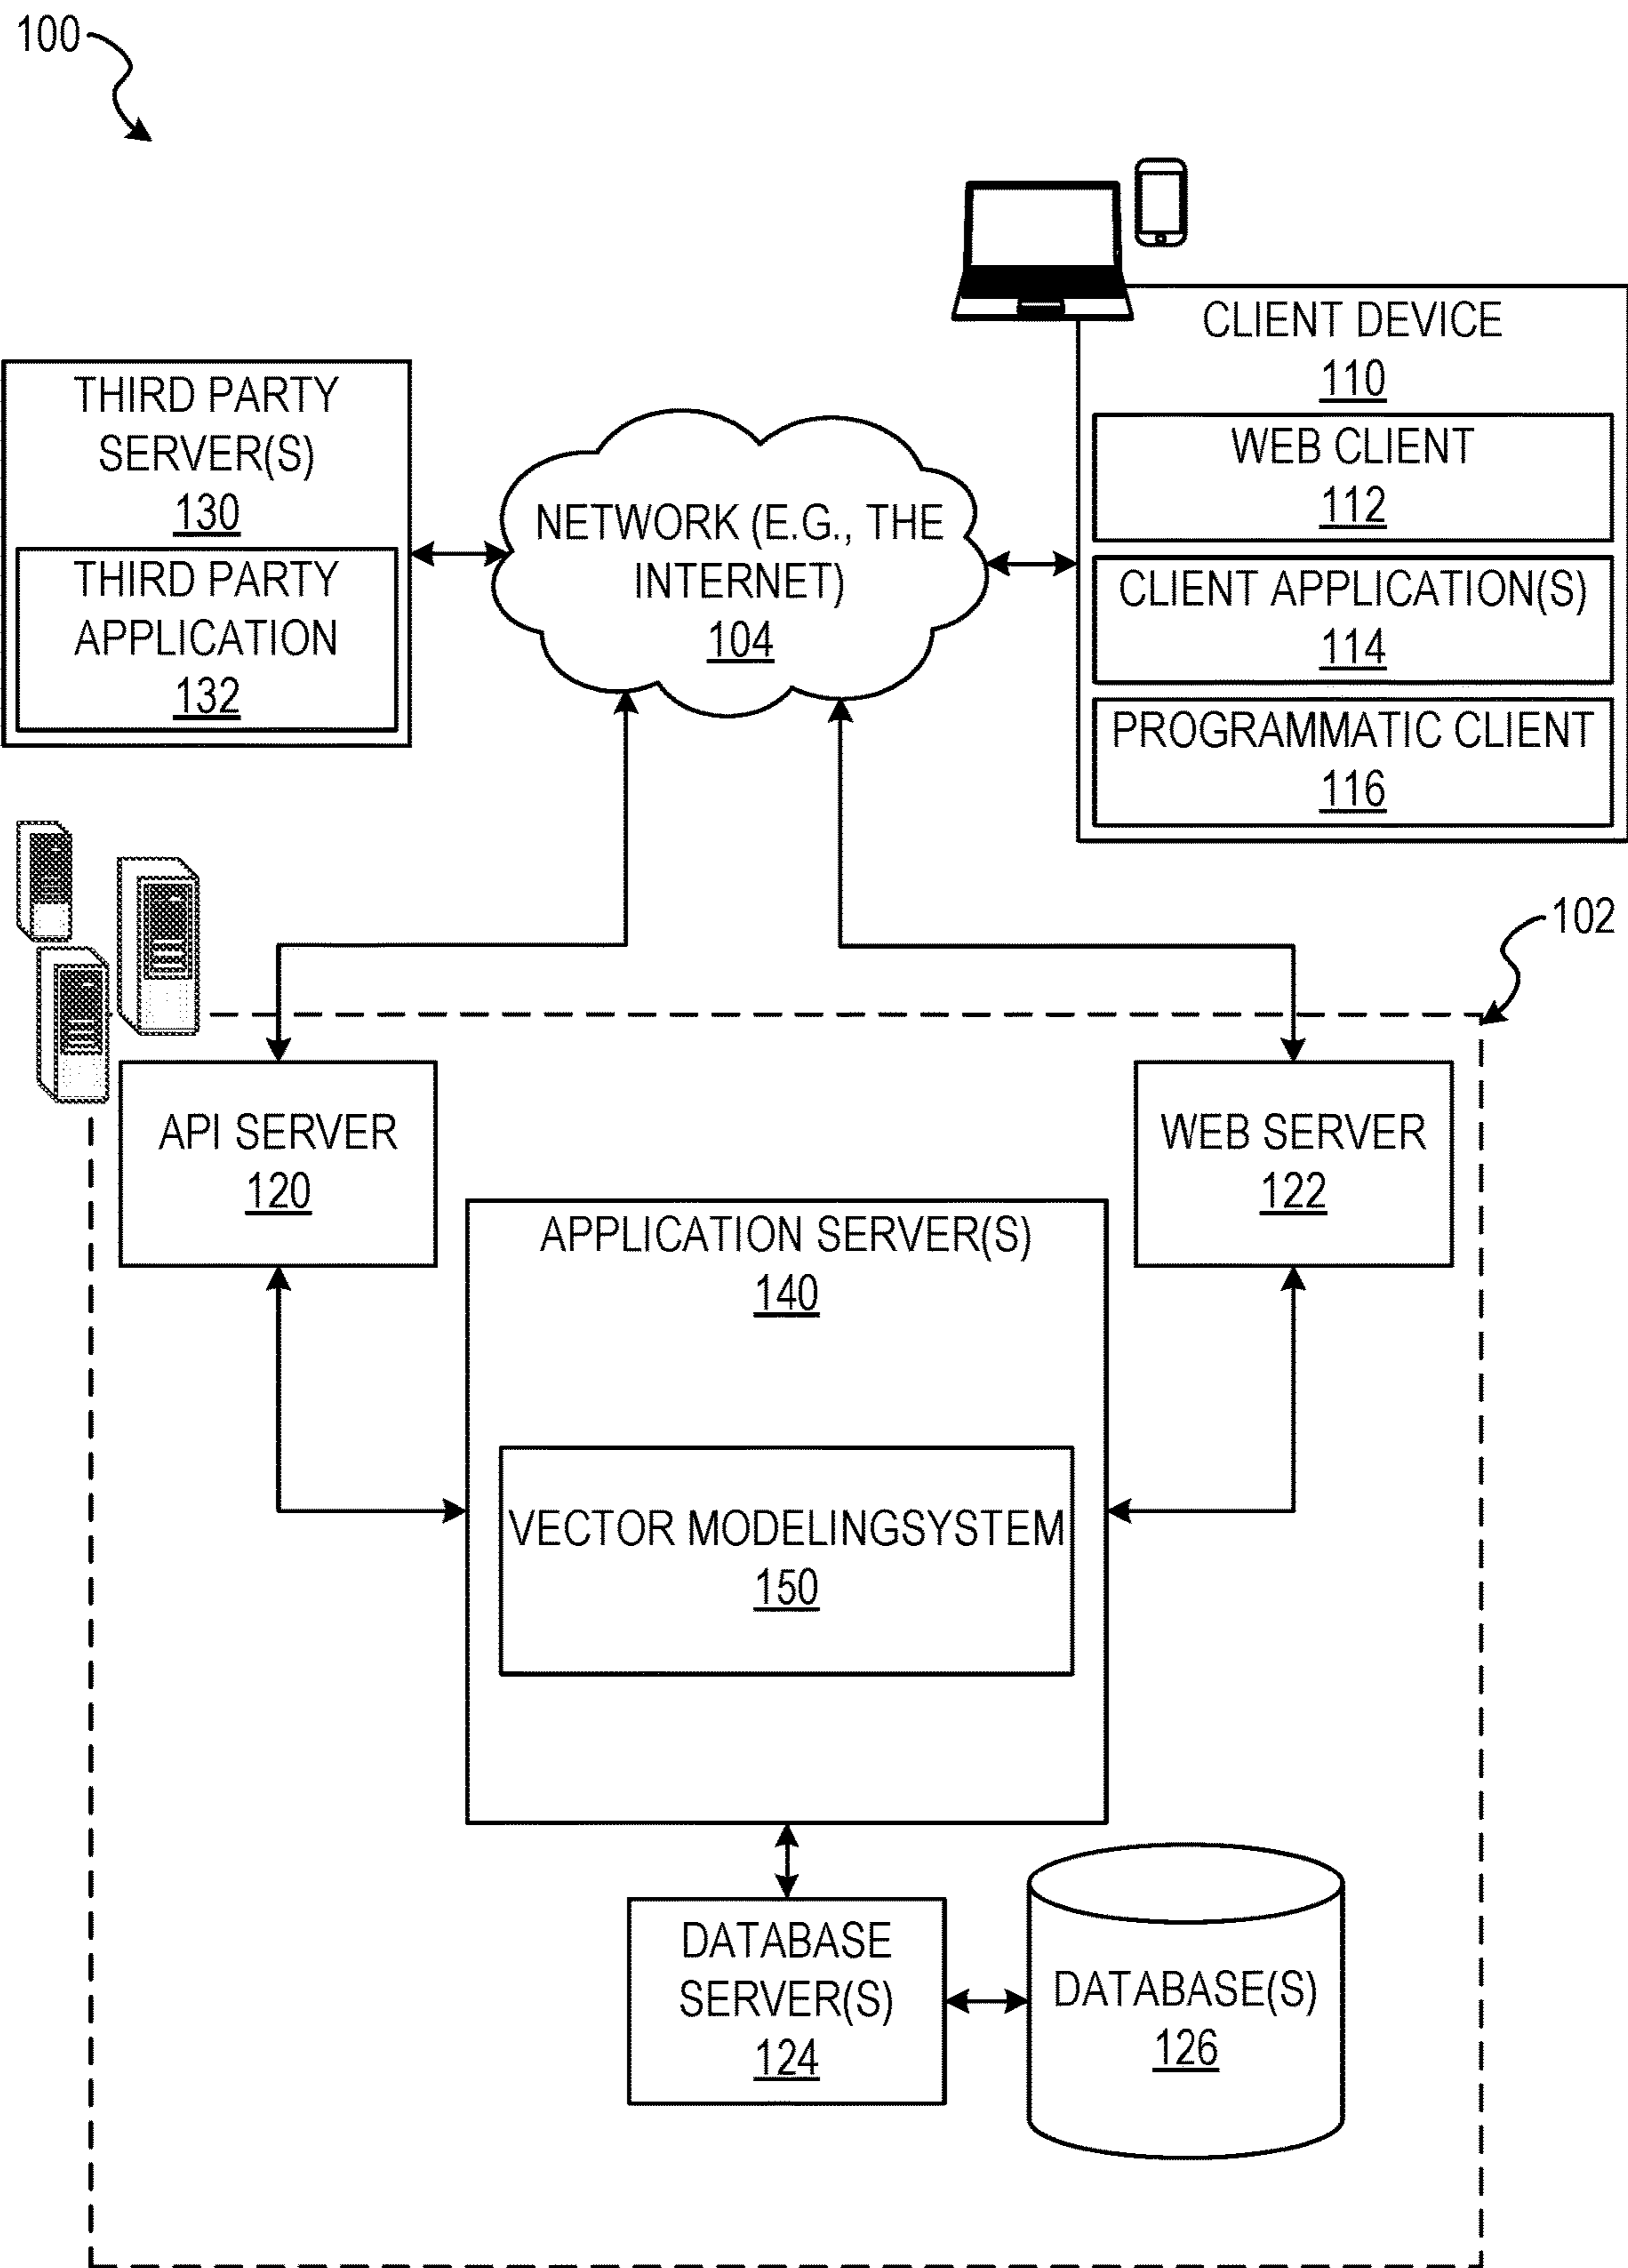 100
CLIENT DEVICE
110
WEB CLIENT
112
CLIENT APPLICATION(S)
114
PROGRAMMATIC CLIENT
116
THIRD PARTY
SERVER(S)
130
THIRD PARTY
APPLICATION
132
NETWORK (E.G., THE
INTERNET)
104
102
API SERVER
120
WEB SERVER
122
APPLICATION SERVER(S)
140
VECTOR MODELINGSYSTEM
150
DATABASE
SERVER(S)
124
DATABASE(S)
126